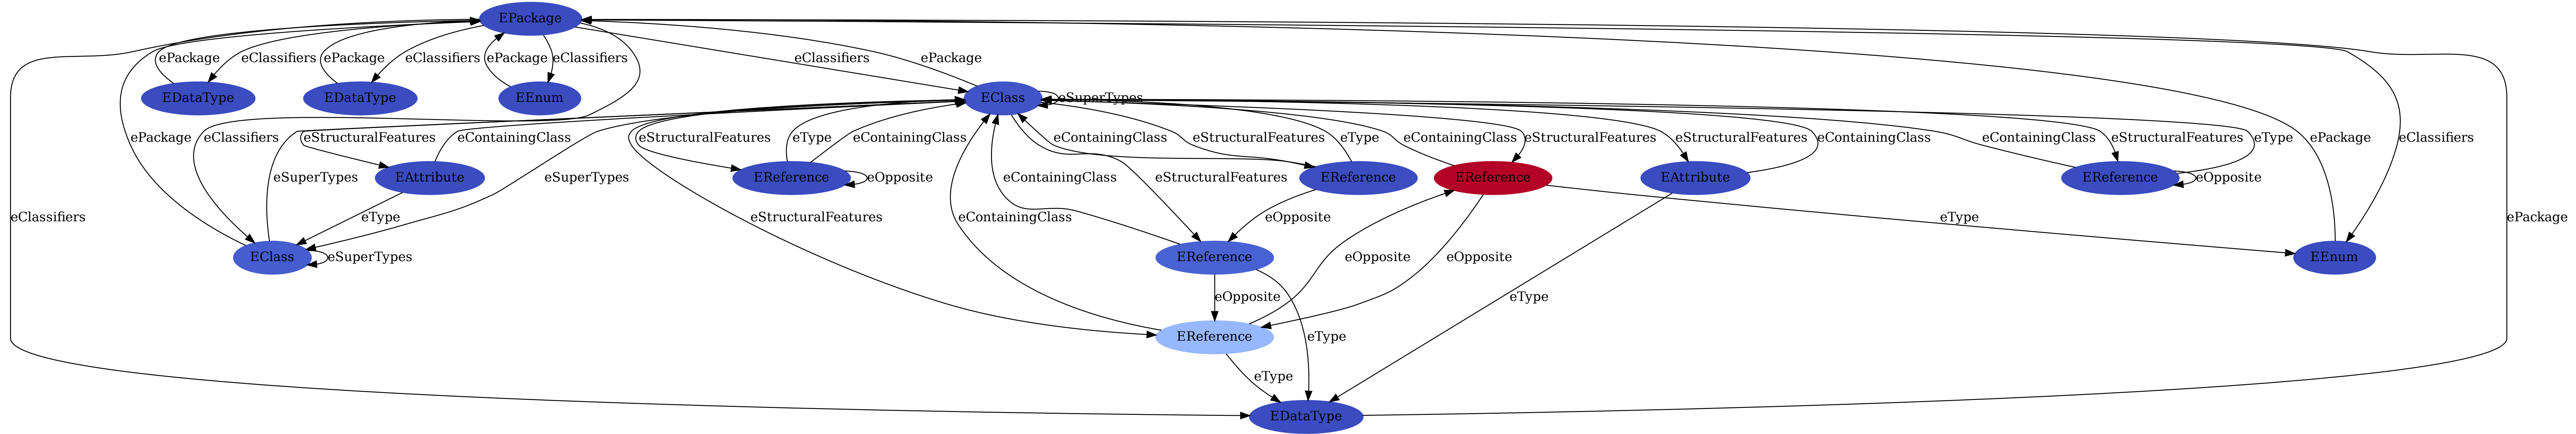 EPackage
ePackage
eClassifiers
ePackage
eClassifiers
ePackage
eClassifiers
eClassifiers
ePackage
EDataType
EDataType
EEnum
EClass
eSuperTypes
ePackage
eClassifiers
eStructuralFeatures
eContainingClass
eStructuralFeatures
eType
eContainingClass
eContainingClass
eStructuralFeatures
eType
eContainingClass
eStructuralFeatures
eStructuralFeatures
eContainingClass
eContainingClass
eStructuralFeatures
eType
ePackage
eClassifiers
eSuperTypes
EAttribute
eSuperTypes
EReference
eOpposite
eContainingClass
eStructuralFeatures
EReference
EReference
EAttribute
EReference
eOpposite
eClassifiers
eType
eStructuralFeatures
eContainingClass
eOpposite
eType
ePackage
EClass
eSuperTypes
EReference
eOpposite
eOpposite
EEnum
eOpposite
eType
EReference
eType
eType
EDataType